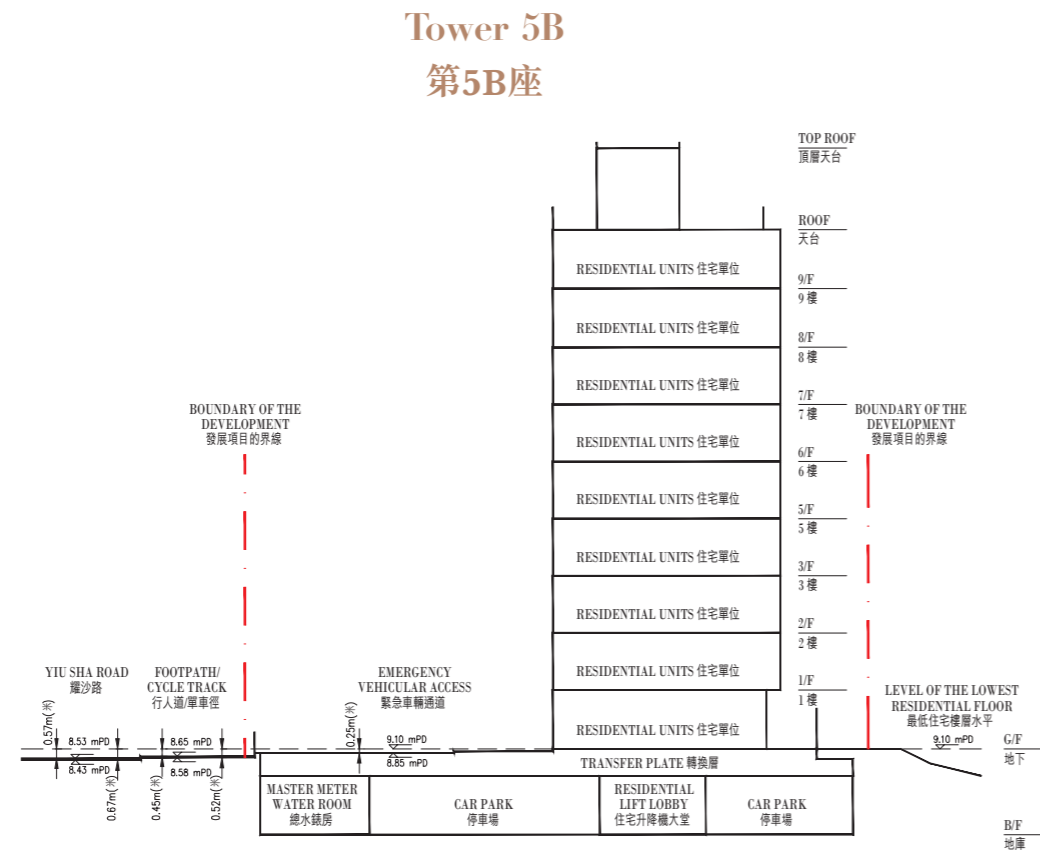 Tower 5B
第5B座
TOP ROOF
頂層天台
ROOF
天台
RESIDENTIAL UNITS 住宅單位
9/F
9 樓
RESIDENTIAL UNITS 住宅單位
8/F
8 樓
RESIDENTIAL UNITS 住宅單位
7/F
7 樓
BOUNDARY OF THE
DEVELOPMENT
發展項目的界線
BOUNDARY OF THE
DEVELOPMENT
發展項目的界線
RESIDENTIAL UNITS 住宅單位
6/F
6 樓
RESIDENTIAL UNITS 住宅單位
5/F
5 樓
RESIDENTIAL UNITS 住宅單位
3/F
3 樓
RESIDENTIAL UNITS 住宅單位
2/F
2 樓
RESIDENTIAL UNITS 住宅單位
1/F
1 樓
YIU SHA ROAD
耀沙路
FOOTPATH/
CYCLE TRACK
行人道/單車徑
EMERGENCY
VEHICULAR ACCESS
緊急車輛通道
LEVEL OF THE LOWEST
RESIDENTIAL FLOOR
最低住宅樓層水平
RESIDENTIAL UNITS 住宅單位
0.57m(米)
8.53 mPD
8.43 mPD
0.67m(米)
8.65 mPD
8.58 mPD
0.45m(米)
0.52m(米)
0.25m(米)
9.10 mPD
8.85 mPD
9.10 mPD
G/F
地下
TRANSFER PLATE 轉換層
MASTER METER
WATER ROOM
總水錶房
CAR PARK
停車場
RESIDENTIAL
LIFT LOBBY
住宅升降機大堂
CAR PARK
停車場
B/F
地庫